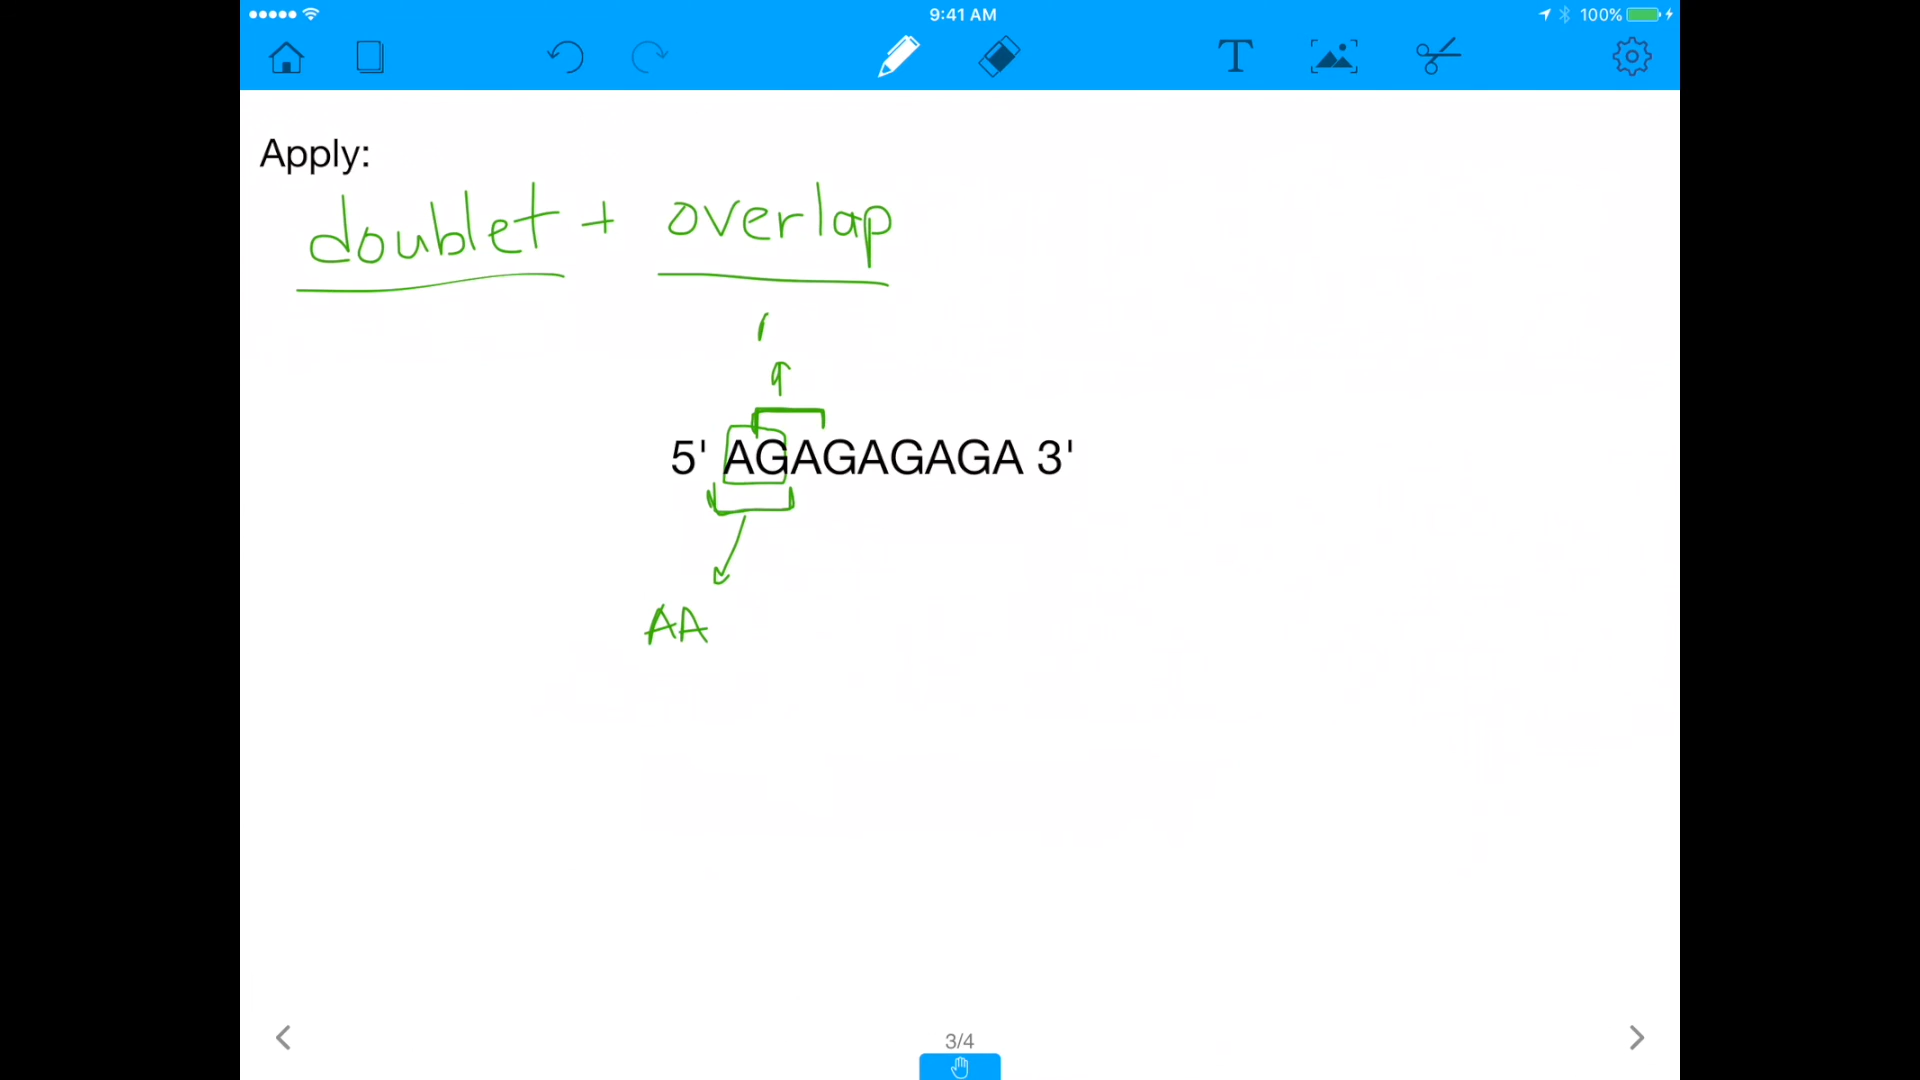 9:41 AM
100%
T
Apply:
doublet + overlap
5' AGAGAGAGA 3'
AA
3/4